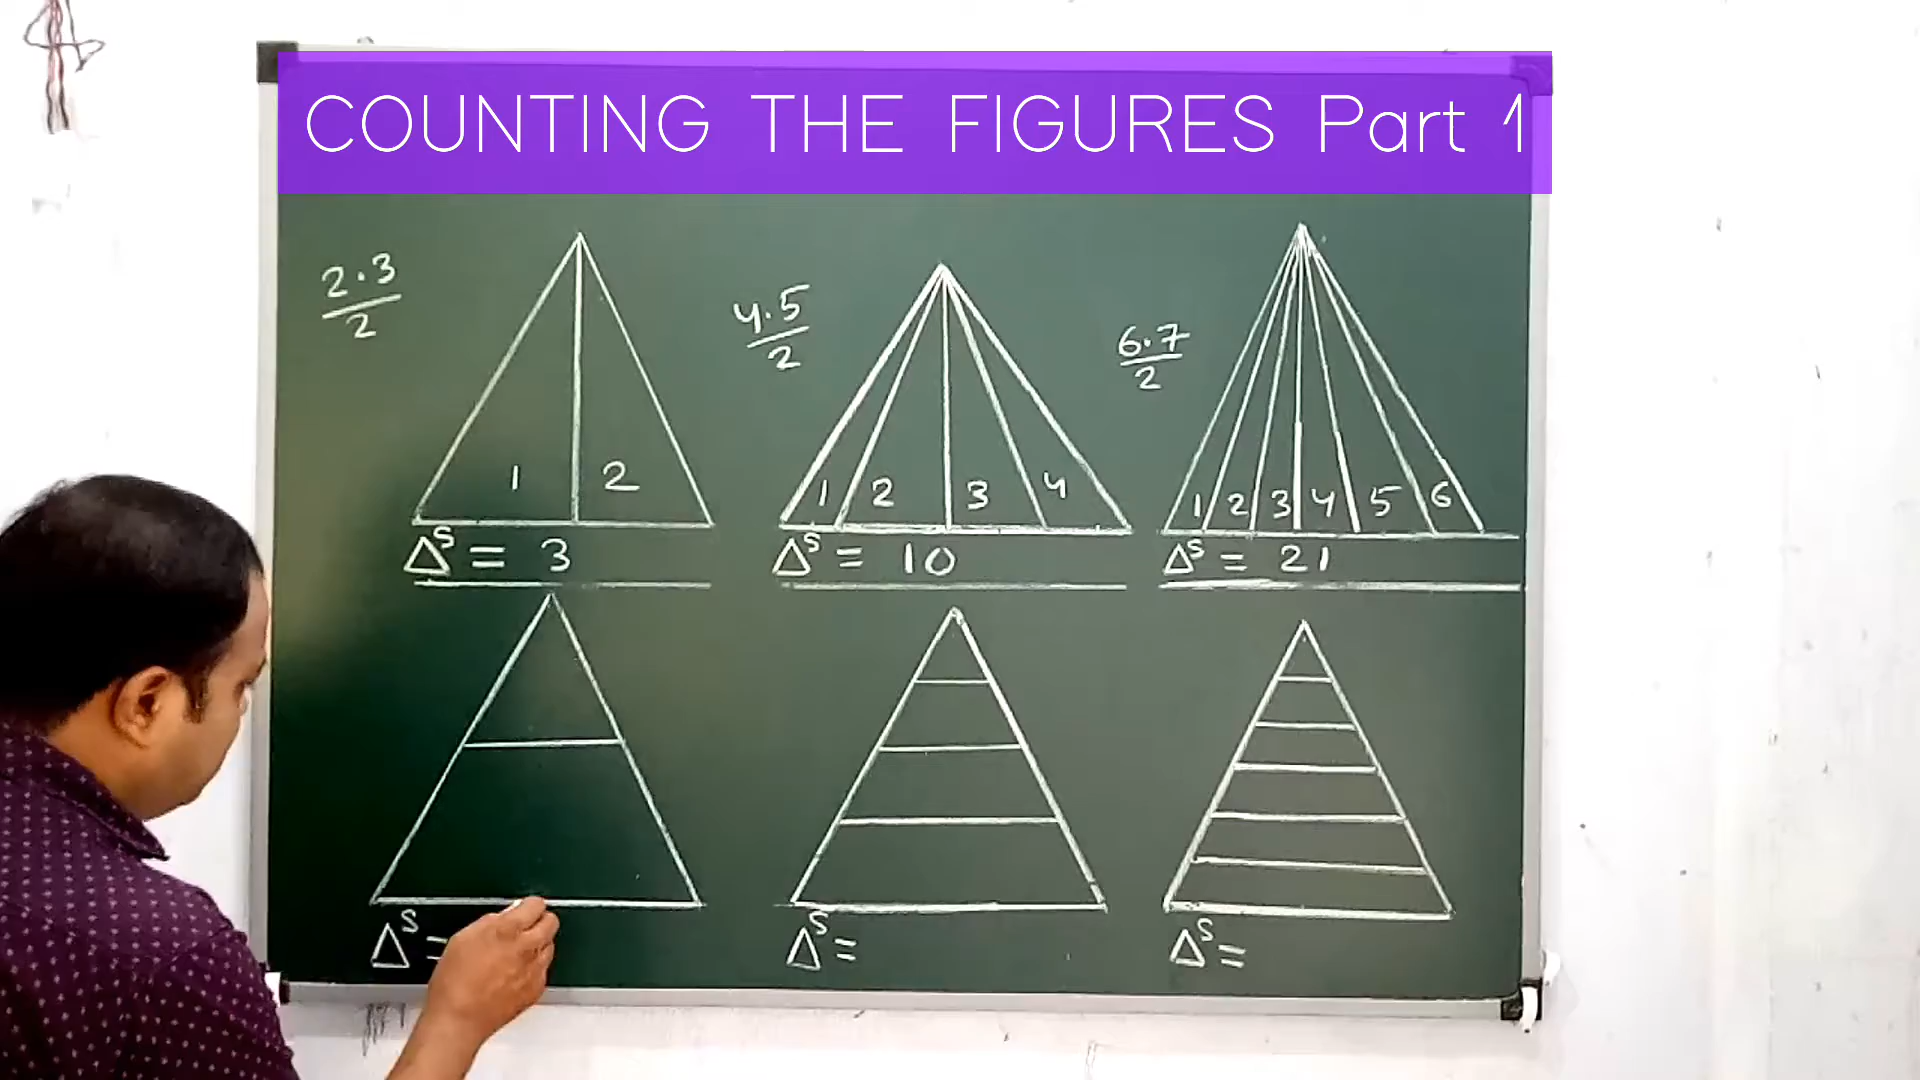 COUNTING THE FIGURES Part 1
2·3
2
1 2
Δs = 3
4·5
2
1 2 3 4
Δs = 10
6·7
2
1 2 3 4 5 6
Δs = 21
Δs =
Δs =
Δs =